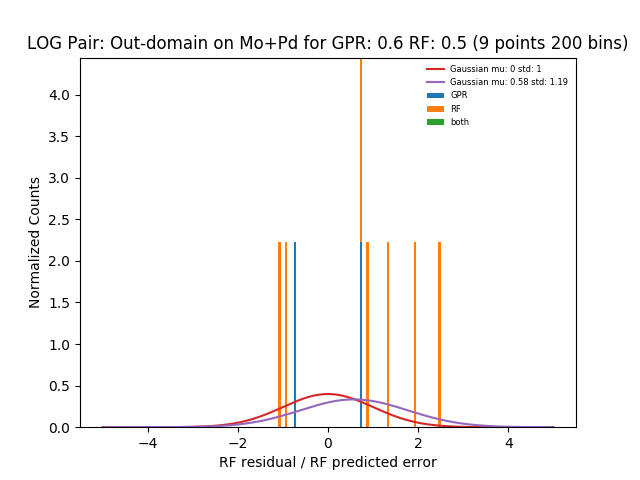 LOG Pair: Out-domain on Mo+Pd for GPR: 0.6 RF: 0.5 (9 points 200 bins)
Gaussian mu: 0 std: 1
Gaussian mu: 0.58 std: 1.19
GPR
RF
both
Normalized Counts
4.0
3.5
3.0
2.5
2.0
1.5
1.0
0.5
0.0
−4 −2 0 2 4
RF residual / RF predicted error